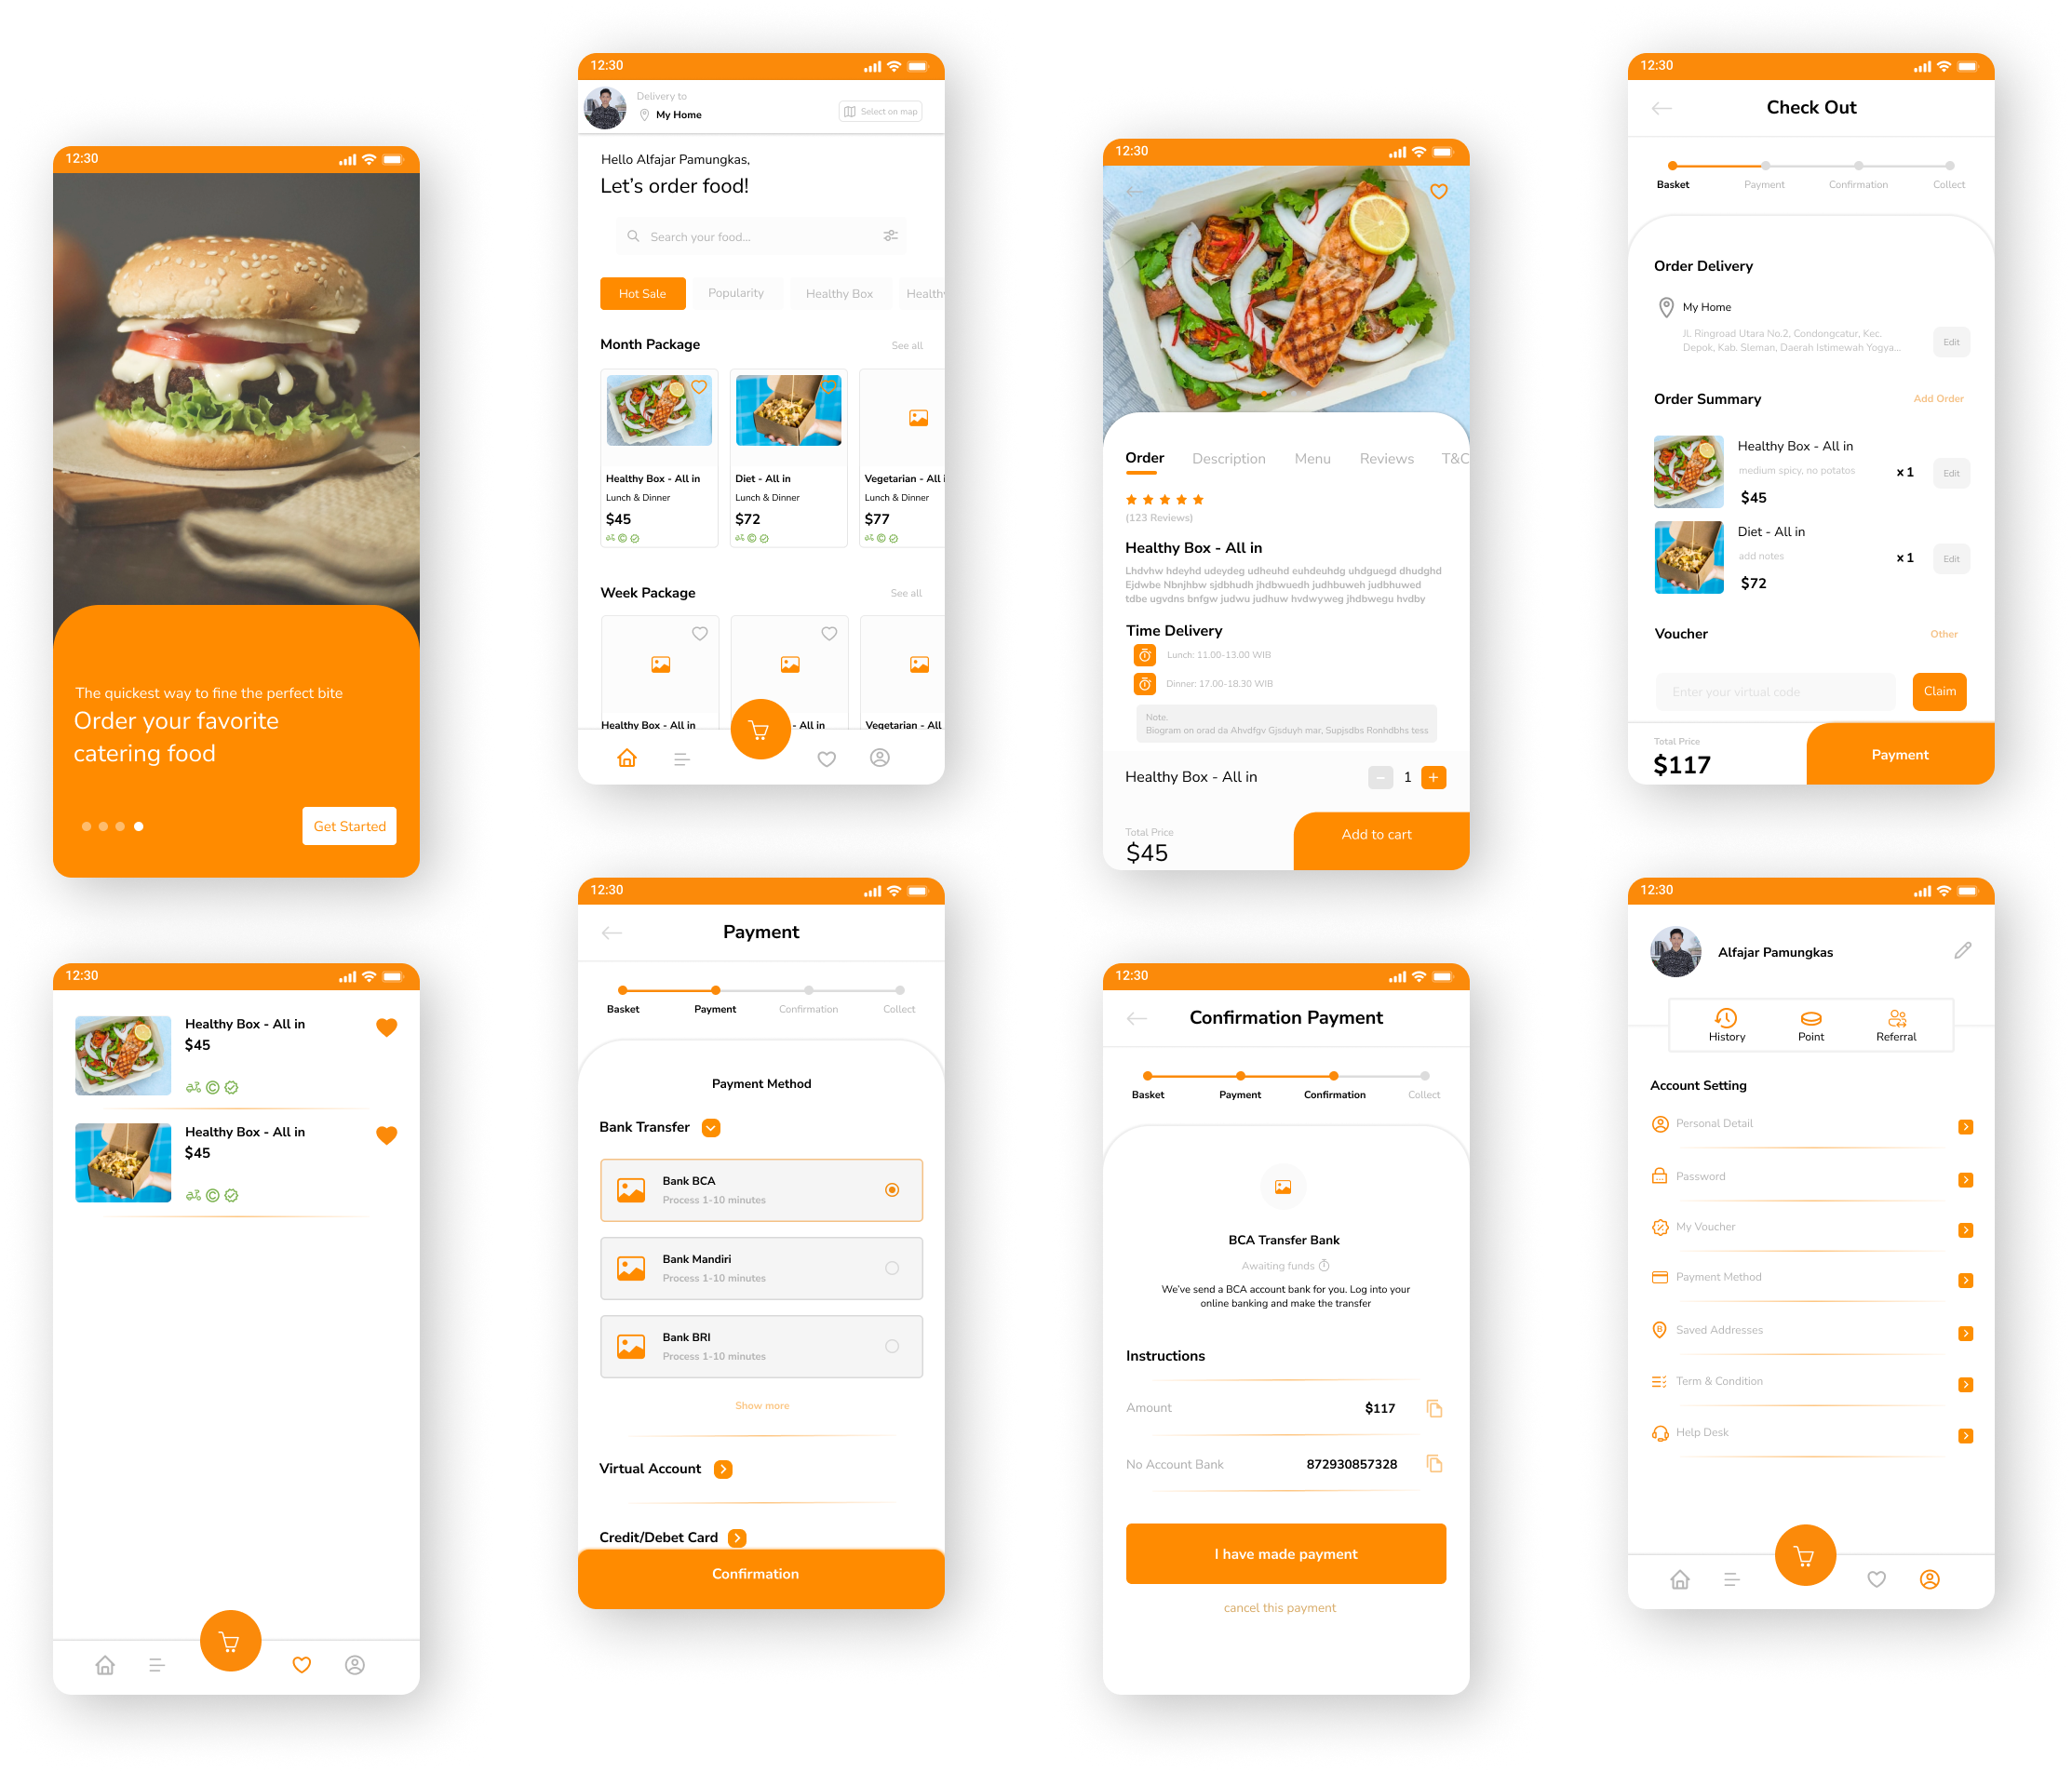 12:30
The quickest way to fine the perfect bite
Order your favorite
catering food
Get Started
12:30
Delivery to
My Home
Select on map
Hello Alfajar Pamungkas,
Let's order food!
Search your food...
Hot Sale
Popularity
Healthy Box
Healthy
Month Package
See all
Healthy Box - All in
Lunch & Dinner
$45
Diet - All in
Lunch & Dinner
$72
Vegetarian - All i
Lunch & Dinner
$77
Week Package
See all
Healthy Box - All in
- All in
Vegetarian - All
12:30
Order
Description
Menu
Reviews
T&C
(123 Reviews)
Healthy Box - All in
Lhdvhw hdeyhd udeydeg udheuhd euhdeuhdg uhdguegd dhudghd
Ejdwbe Nbnjhbw sjdbhudh jhdbwuedh judhbuweh judbhuwed
tdbe ugvdns bnfgw judwu judhuw hvdwyweg jhdbwegu hvdby
Time Delivery
Lunch: 11.00-13.00 WIB
Dinner: 17.00-18.30 WIB
Note.
Biogram on orad da Ahvdfgv Gjsduyh mar, Supjsdbs Ronhdbhs tess
Healthy Box - All in
1
Total Price
$45
Add to cart
12:30
Check Out
Basket
Payment
Confirmation
Collect
Order Delivery
My Home
JL Ringroad Utara No.2, Condongcatur, Kec.
Depok, Kab. Sleman, Daerah Istimewah Yogya...
Edit
Order Summary
Add Order
Healthy Box - All in
medium spicy, no potatos
$45
x 1
Edit
Diet - All in
add notes
$72
x 1
Edit
Voucher
Other
Enter your virtual code
Claim
Total Price
$117
Payment
12:30
Healthy Box - All in
$45
Healthy Box - All in
$45
12:30
Payment
Basket
Payment
Confirmation
Collect
Payment Method
Bank Transfer
Bank BCA
Process 1-10 minutes
Bank Mandiri
Process 1-10 minutes
Bank BRI
Process 1-10 minutes
Show more
Virtual Account
Credit/Debet Card
Confirmation
12:30
Confirmation Payment
Basket
Payment
Confirmation
Collect
BCA Transfer Bank
Awaiting funds
We've send a BCA account bank for you. Log into your
online banking and make the transfer
Instructions
Amount
$117
No Account Bank
872930857328
I have made payment
cancel this payment
12:30
Alfajar Pamungkas
History
Point
Referral
Account Setting
Personal Detail
Password
My Voucher
Payment Method
Saved Addresses
Term & Condition
Help Desk